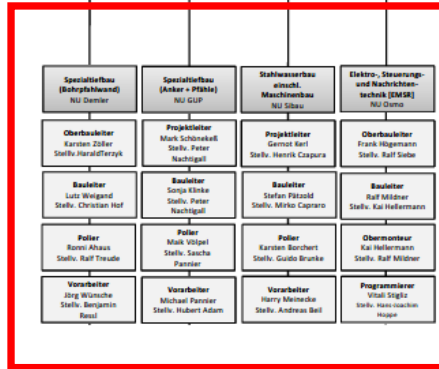 Spezialtiefbau
(Bohrpfahlwand)
NU Demler
Oberbauleiter
Karsten Zöller
Stellv.HaraldTerzyk
Bauleiter
Lutz Weigand
Stellv. Christian Hof
Polier
Ronni Ahaus
Stellv. Ralf Treude
Vorarbeiter
Jörg Wünsche
Stellv. Benjamin
Ressl
Spezialtiefbau
(Anker + Pfähle)
NU GUP
Projektleiter
Mark Schönekeß
Stellv. Peter
Nachtigall
Bauleiter
Sonja Klinke
Stellv. Peter
Nachtigall
Polier
Maik Völpel
Stellv. Sascha
Pannier
Vorarbeiter
Michael Pannier
Stellv. Hubert Adam
Stahlwasserbau
einschl.
Maschinenbau
NU Sibau
Projektleiter
Gernot Kerl
Stellv. Henrik Czapura
Bauleiter
Stefan Pätzold
Stellv. Mirko Capraro
Polier
Karsten Borchert
Stellv. Guido Brunke
Vorarbeiter
Harry Meinecke
Stellv. Andreas Beil
Elektro-, Steuerungs-
und Nachrichten-
technik [EMSR]
NU Osmo
Oberbauleiter
Frank Högemann
Stellv. Ralf Siebe
Bauleiter
Ralf Mildner
Stellv. Kai Hellermann
Obermonteur
Kai Hellermann
Stellv. Ralf Mildner
Programmierer
Vitali Stigliz
Stellv. Hans-Joachim
Hoppe